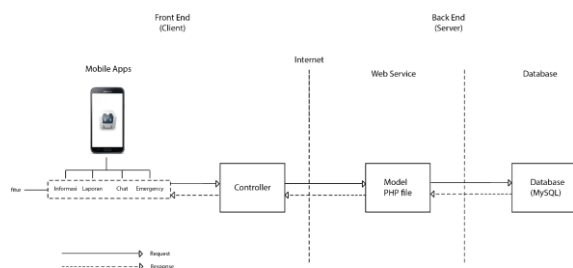 Front End
(Client)
Back End
(Server)
Internet
Mobile Apps
Web Service
Database
filter
Informasi
Laporan
Chat
Emergency
Controller
Model
PHP file
Database
(MySQL)
Request
Response